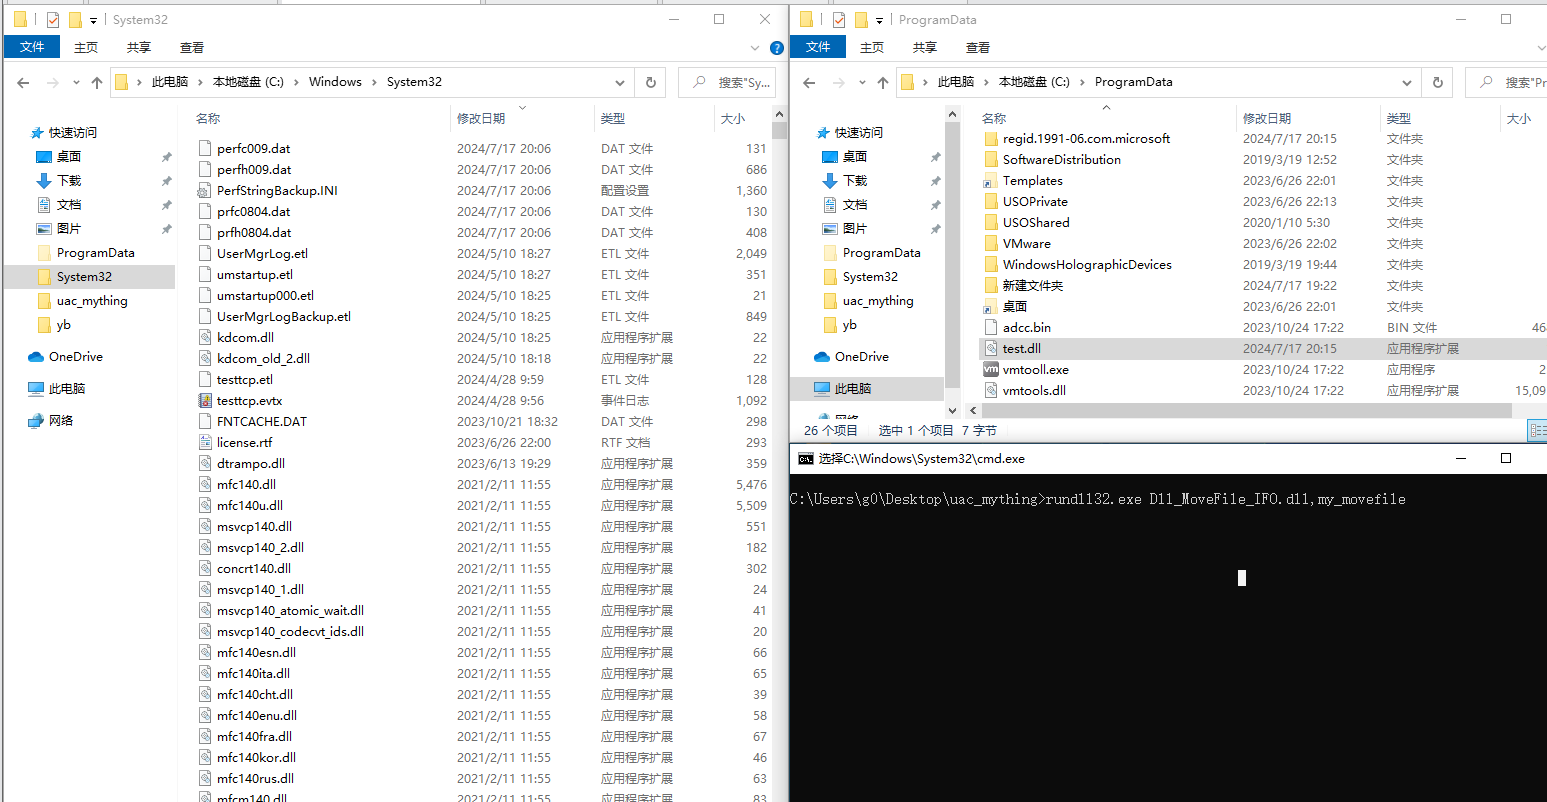 System32
文件 主页 共享 查看
此电脑 本地磁盘 (C:) Windows System32 搜索"Sy...
快速访问
桌面
下载
文档
图片
ProgramData
System32
uac_mything
yb
OneDrive
此电脑
网络
名称 修改日期 类型 大小
perfc009.dat 2024/7/17 20:06 DAT 文件 131
perfh009.dat 2024/7/17 20:06 DAT 文件 686
PerfStringBackup.INI 2024/7/17 20:06 配置设置 1,360
prfc0804.dat 2024/7/17 20:06 DAT 文件 130
prfh0804.dat 2024/7/17 20:06 DAT 文件 408
UserMgrLog.etl 2024/5/10 18:27 ETL 文件 2,049
umstartup.etl 2024/5/10 18:27 ETL 文件 351
umstartup000.etl 2024/5/10 18:25 ETL 文件 21
UserMgrLogBackup.etl 2024/5/10 18:25 ETL 文件 849
kdcom.dll 2024/5/10 18:25 应用程序扩展 22
kdcom_old_2.dll 2024/5/10 18:18 应用程序扩展 22
testtcp.etl 2024/4/28 9:59 ETL 文件 128
testtcp.evtx 2024/4/28 9:56 事件日志 1,092
FNTCACHE.DAT 2023/10/21 18:32 DAT 文件 298
license.rtf 2023/6/26 22:00 RTF 文档 293
dtrampo.dll 2023/6/13 19:29 应用程序扩展 359
mfc140.dll 2021/2/11 11:55 应用程序扩展 5,476
mfc140u.dll 2021/2/11 11:55 应用程序扩展 5,509
msvcp140.dll 2021/2/11 11:55 应用程序扩展 551
msvcp140_2.dll 2021/2/11 11:55 应用程序扩展 182
concrt140.dll 2021/2/11 11:55 应用程序扩展 302
msvcp140_1.dll 2021/2/11 11:55 应用程序扩展 24
msvcp140_atomic_wait.dll 2021/2/11 11:55 应用程序扩展 41
msvcp140_codecvt_ids.dll 2021/2/11 11:55 应用程序扩展 20
mfc140esn.dll 2021/2/11 11:55 应用程序扩展 66
mfc140ita.dll 2021/2/11 11:55 应用程序扩展 65
mfc140cht.dll 2021/2/11 11:55 应用程序扩展 39
mfc140enu.dll 2021/2/11 11:55 应用程序扩展 58
mfc140fra.dll 2021/2/11 11:55 应用程序扩展 67
mfc140kor.dll 2021/2/11 11:55 应用程序扩展 46
mfc140rus.dll 2021/2/11 11:55 应用程序扩展 63
mfcm140.dll 2021/2/11 11:55 应用程序扩展 83
ProgramData
文件 主页 共享 查看
此电脑 本地磁盘 (C:) ProgramData 搜索"Pr
快速访问
桌面
下载
文档
图片
ProgramData
System32
uac_mything
yb
OneDrive
此电脑
网络
名称 修改日期 类型 大小
regid.1991-06.com.microsoft 2024/7/17 20:15 文件夹
SoftwareDistribution 2019/3/19 12:52 文件夹
Templates 2023/6/26 22:01 文件夹
USOPrivate 2023/6/26 22:13 文件夹
USOShared 2020/1/10 5:30 文件夹
VMware 2023/6/26 22:02 文件夹
WindowsHolographicDevices 2019/3/19 19:44 文件夹
新建文件夹 2024/7/17 19:22 文件夹
桌面 2023/6/26 22:01 文件夹
adcc.bin 2023/10/24 17:22 BIN 文件 46
test.dll 2024/7/17 20:15 应用程序扩展
vmtooll.exe 2023/10/24 17:22 应用程序 2
vmtools.dll 2023/10/24 17:22 应用程序扩展 15,09
26 个项目 选中 1 个项目 7 字节
选择C:\Windows\System32\cmd.exe
C:\Users\g0\Desktop\uac_mything>rundll32.exe Dll_MoveFile_IFO.dll,my_movefile